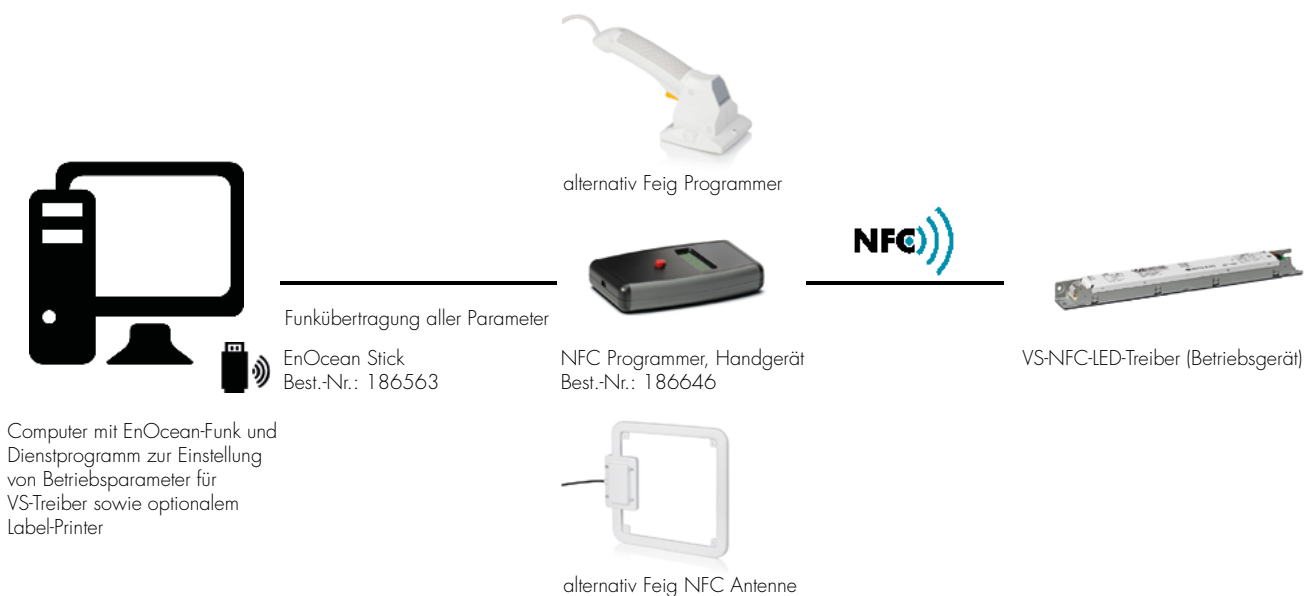 alternativ Feig Programmer
NFC
Funkübertragung aller Parameter
EnOcean Stick
Best.-Nr.: 186563
NFC Programmer, Handgerät
Best.-Nr.: 186646
VS-NFC-LED-Treiber (Betriebsgerät)
Computer mit EnOcean-Funk und
Dienstprogramm zur Einstellung
von Betriebsparameter für
VS-Treiber sowie optionalem
Label-Printer
alternativ Feig NFC Antenne